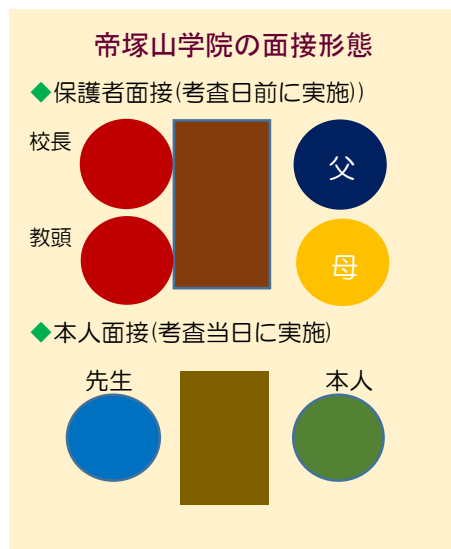 帝塚山学院の面接形態
◆保護者面接(考査日前に実施))
校長
父
教頭
母
◆本人面接(考査当日に実施)
先生
本人